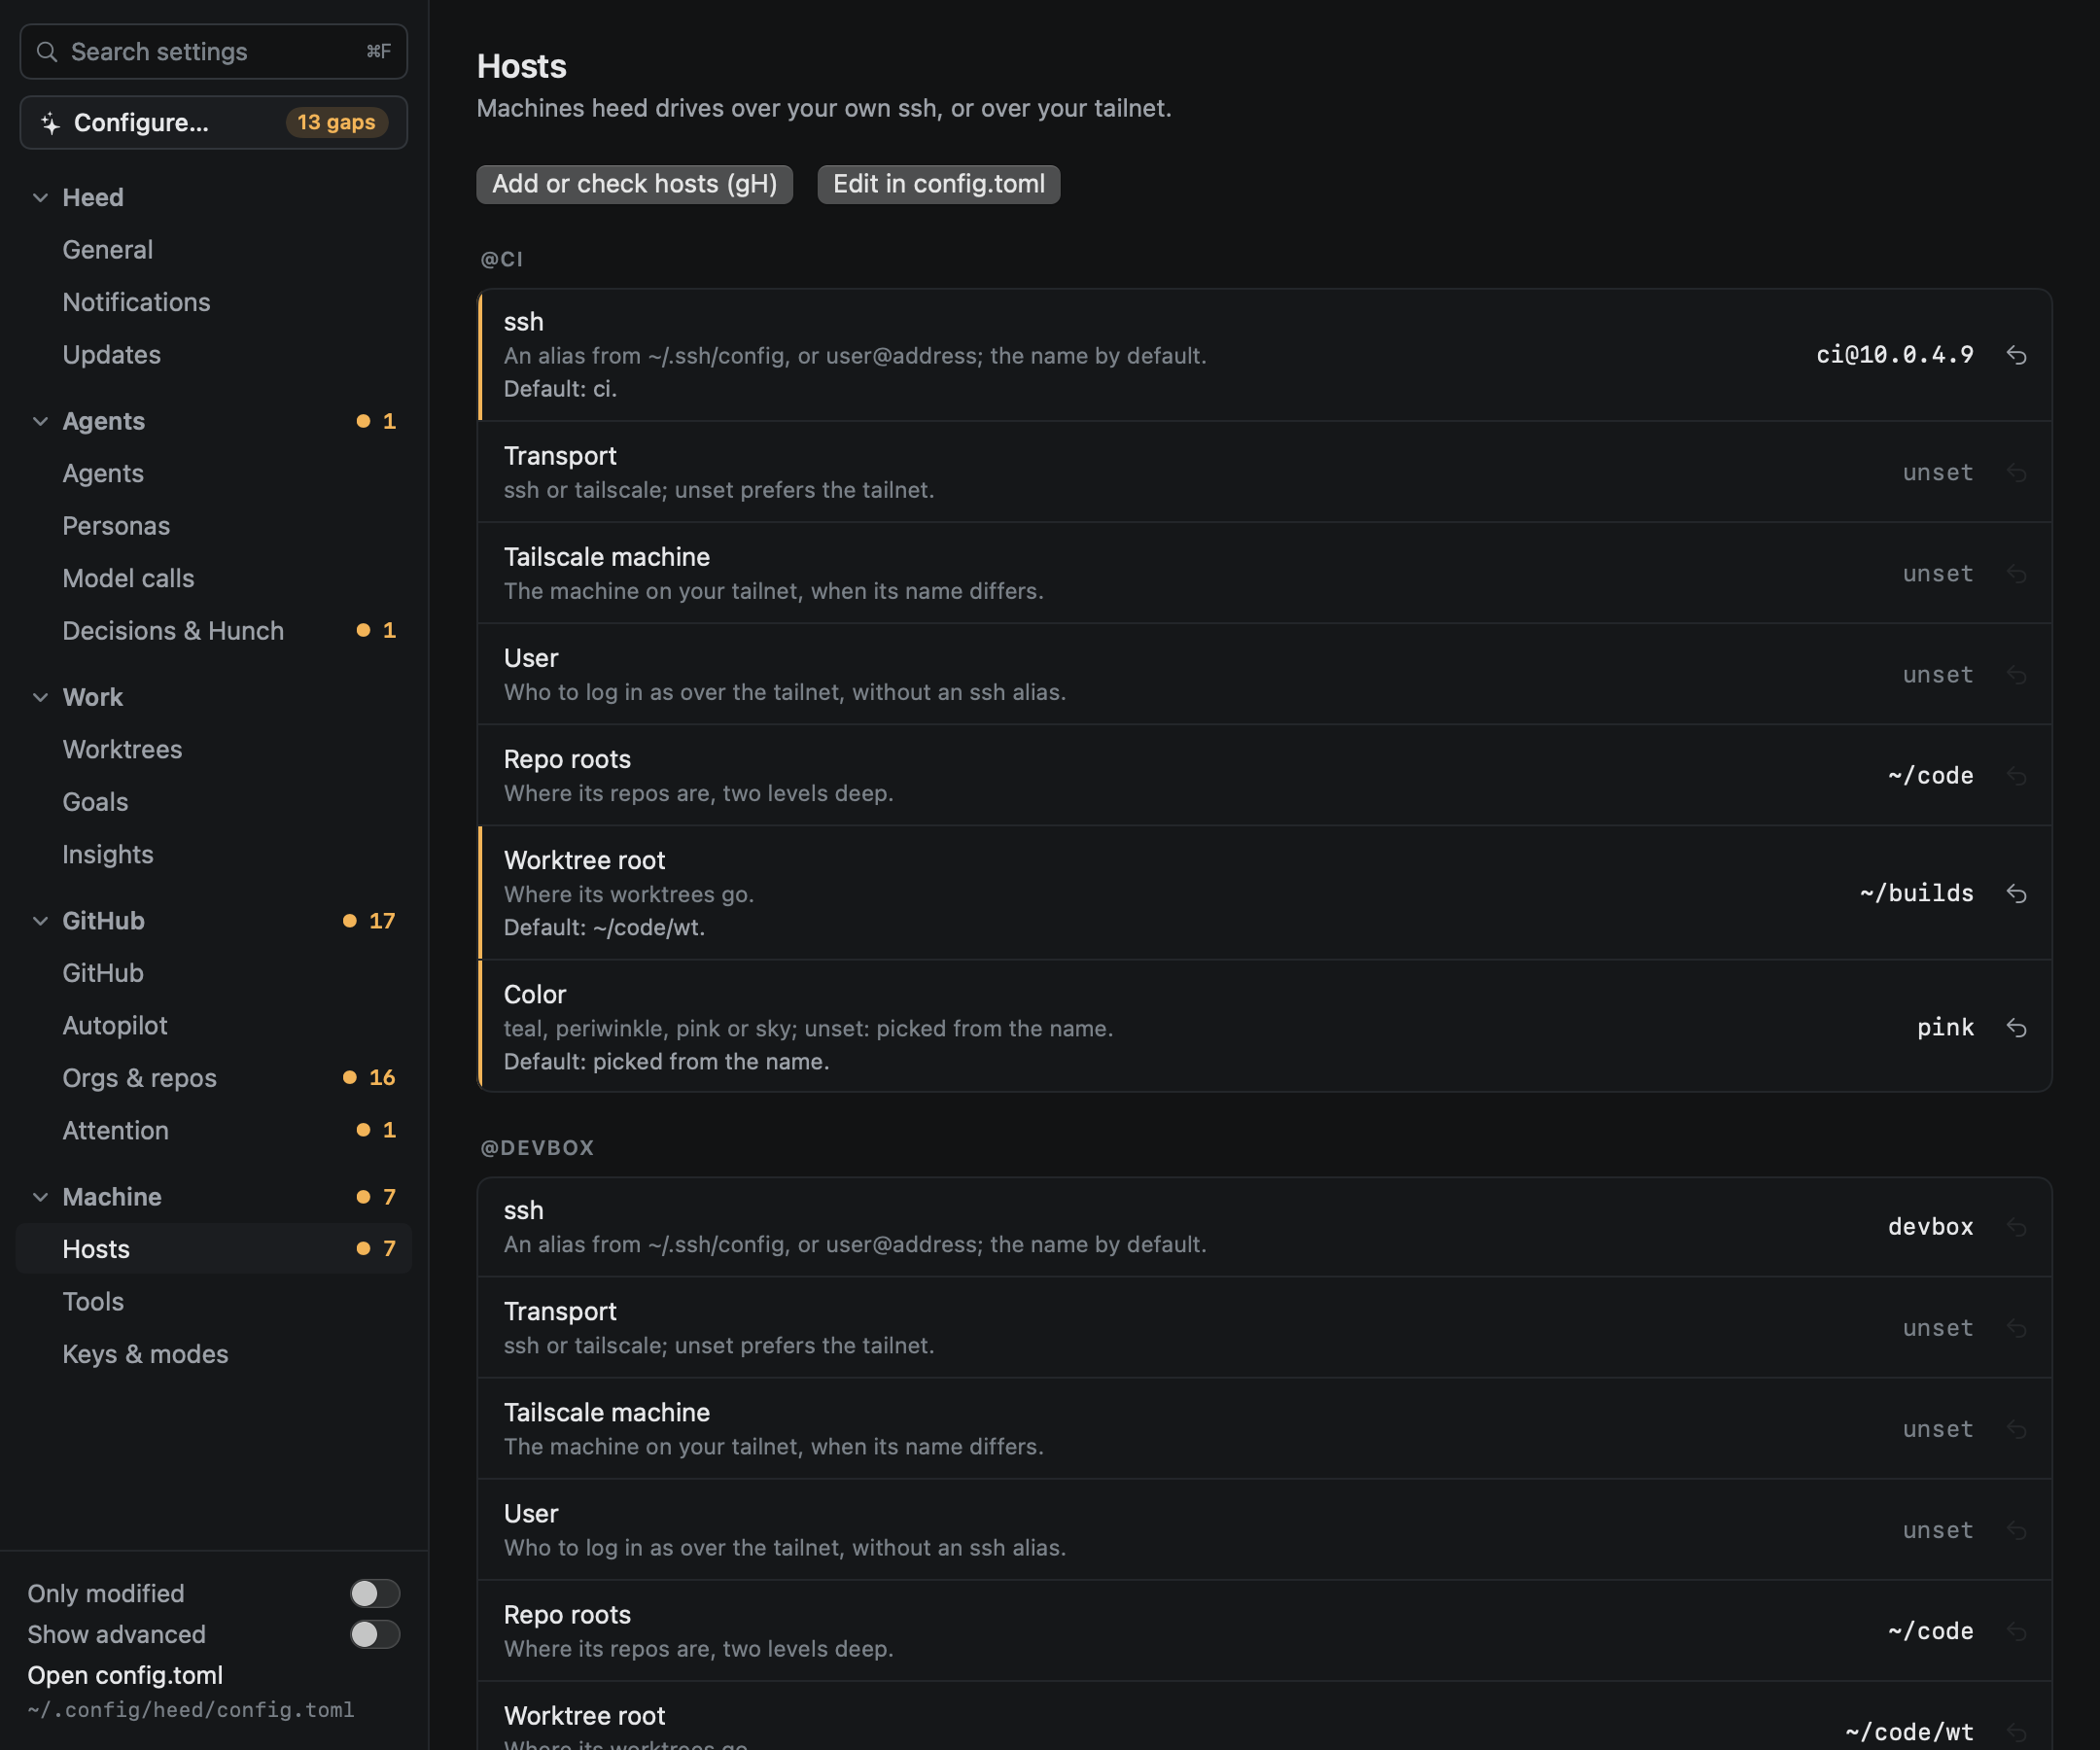 Search settings ⌘F
Configure... 13 gaps
Heed
General
Notifications
Updates
Agents 1
Agents
Personas
Model calls
Decisions & Hunch 1
Work
Worktrees
Goals
Insights
GitHub 17
GitHub
Autopilot
Orgs & repos 16
Attention 1
Machine 7
Hosts 7
Tools
Keys & modes
Only modified
Show advanced
Open config.toml
~/.config/heed/config.toml
Hosts
Machines heed drives over your own ssh, or over your tailnet.
Add or check hosts (gH) Edit in config.toml
@CI
ssh
An alias from ~/.ssh/config, or user@address; the name by default.
Default: ci.
ci@10.0.4.9
Transport
ssh or tailscale; unset prefers the tailnet.
unset
Tailscale machine
The machine on your tailnet, when its name differs.
unset
User
Who to log in as over the tailnet, without an ssh alias.
unset
Repo roots
Where its repos are, two levels deep.
~/code
Worktree root
Where its worktrees go.
Default: ~/code/wt.
~/builds
Color
teal, periwinkle, pink or sky; unset: picked from the name.
Default: picked from the name.
pink
@DEVBOX
ssh
An alias from ~/.ssh/config, or user@address; the name by default.
devbox
Transport
ssh or tailscale; unset prefers the tailnet.
unset
Tailscale machine
The machine on your tailnet, when its name differs.
unset
User
Who to log in as over the tailnet, without an ssh alias.
unset
Repo roots
Where its repos are, two levels deep.
~/code
Worktree root
Where its worktrees go.
~/code/wt